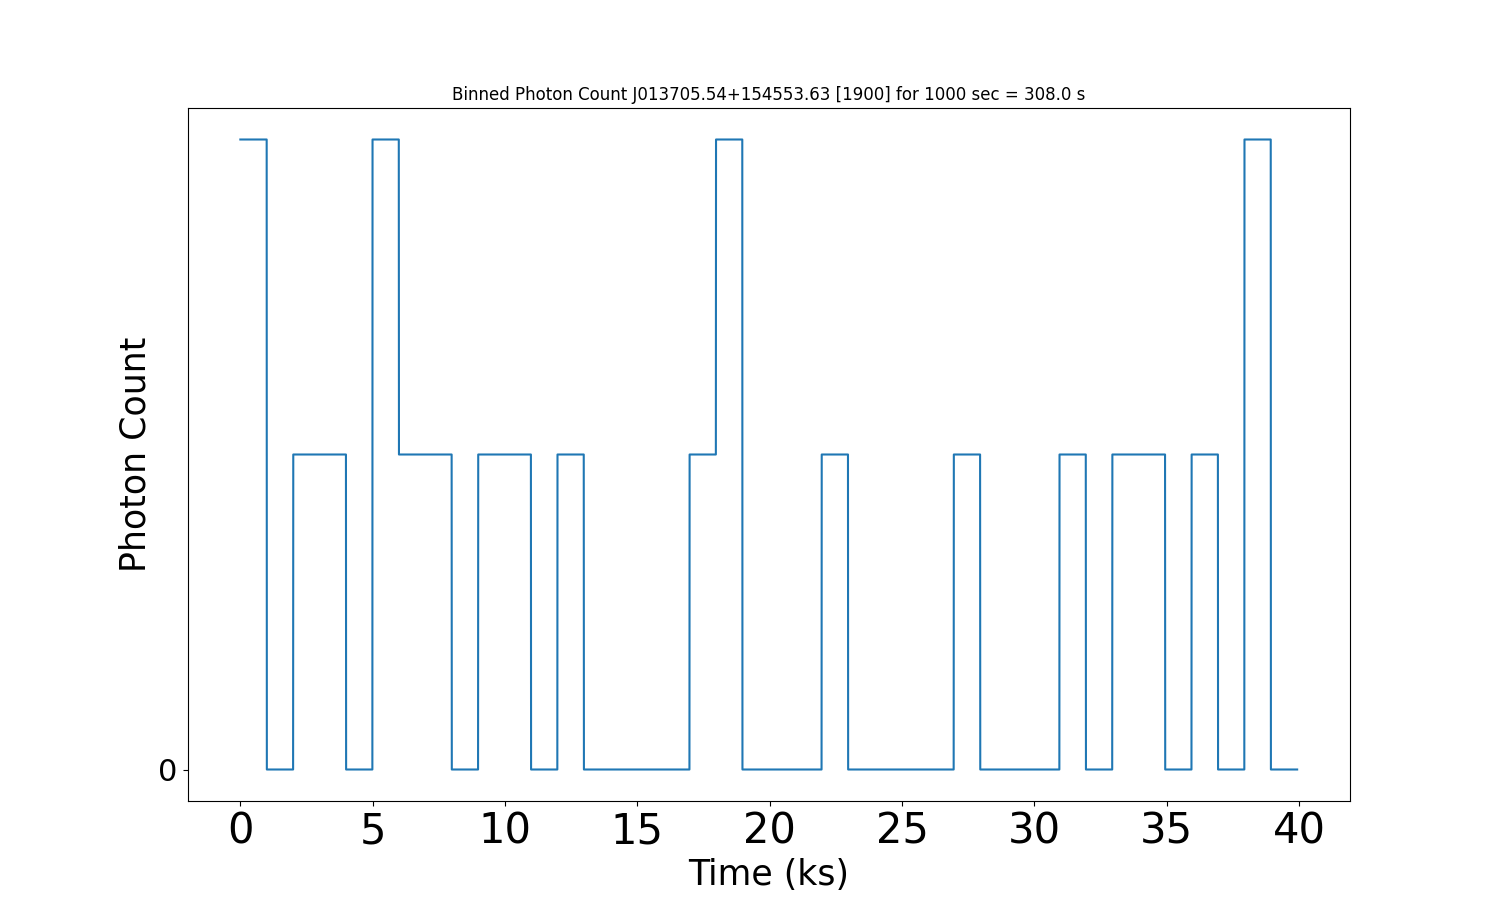 Binned Photon Count J013705.54+154553.63 [1900] for 1000 sec = 308.0 s
Photon Count
0
0 5 10 15 20 25 30 35 40
Time (ks)